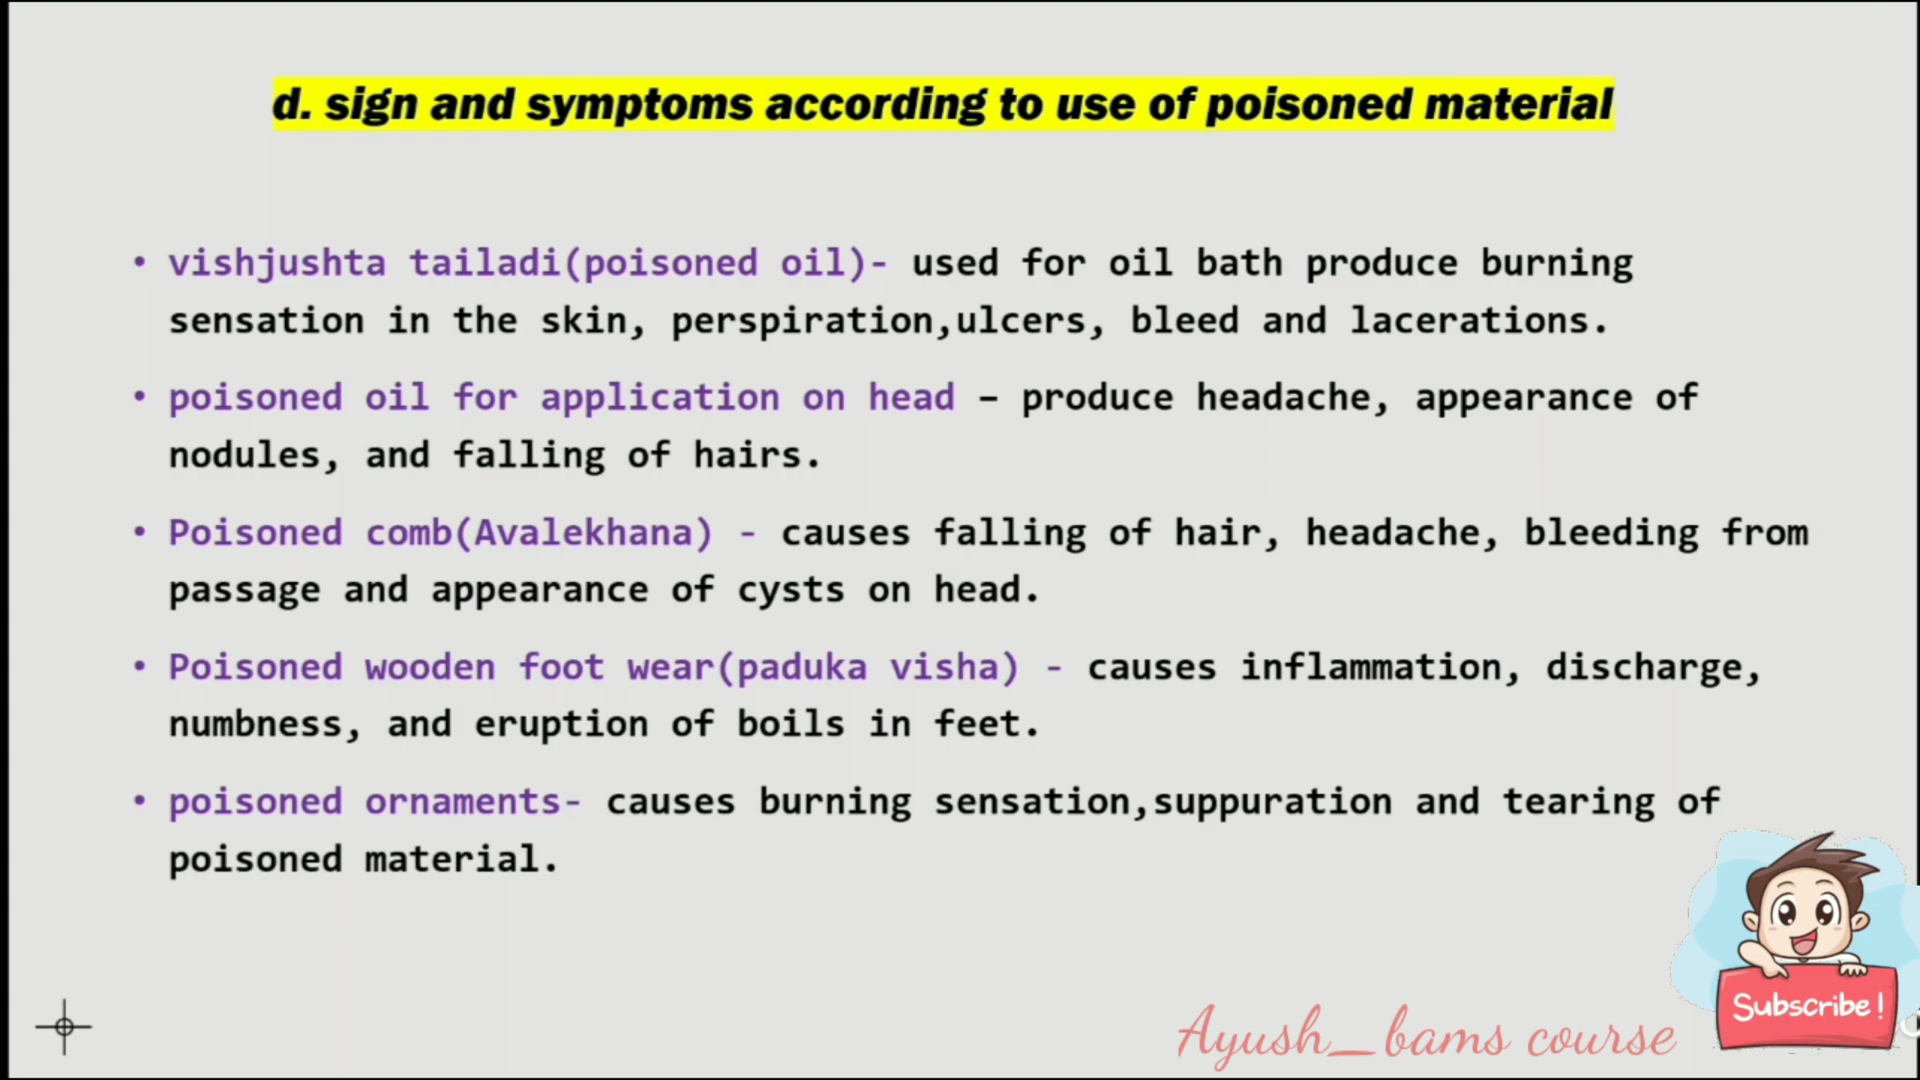 d. sign and symptoms according to use of poisoned material
• vishjushta tailadi(poisoned oil)- used for oil bath produce burning
sensation in the skin, perspiration,ulcers, bleed and lacerations.
• poisoned oil for application on head – produce headache, appearance of
nodules, and falling of hairs.
• Poisoned comb(Avalekhana) - causes falling of hair, headache, bleeding from
passage and appearance of cysts on head.
• Poisoned wooden foot wear(paduka visha) - causes inflammation, discharge,
numbness, and eruption of boils in feet.
• poisoned ornaments- causes burning sensation,suppuration and tearing of
poisoned material.
Subscribe!
Ayush_bams course